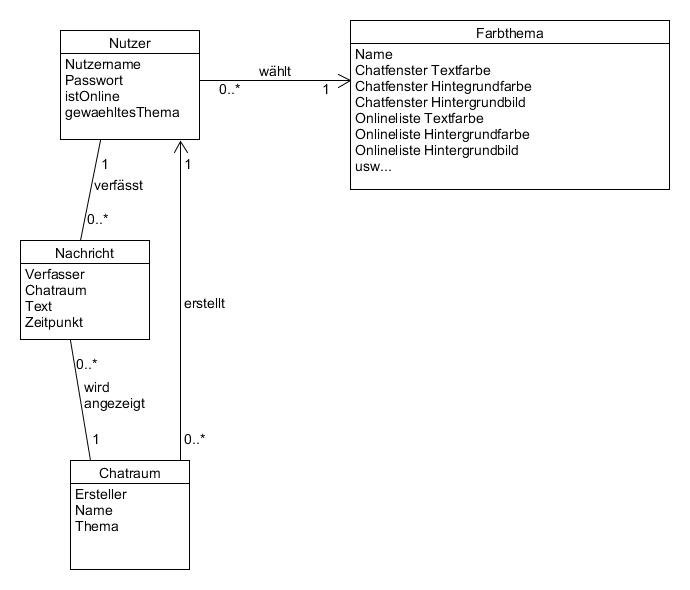 Nutzer
Nutzername
Passwort
istOnline
gewaehltesThema
wählt
0..*
1
Farbthema
Name
Chatfenster Textfarbe
Chatfenster Hintegrundfarbe
Chatfenster Hintergrundbild
Onlineliste Textfarbe
Onlineliste Hintergrundfarbe
Onlineliste Hintergrundbild
usw...
1
verfässt
0..*
1
erstellt
0..*
Nachricht
Verfasser
Chatraum
Text
Zeitpunkt
0..*
wird
angezeigt
1
Chatraum
Ersteller
Name
Thema